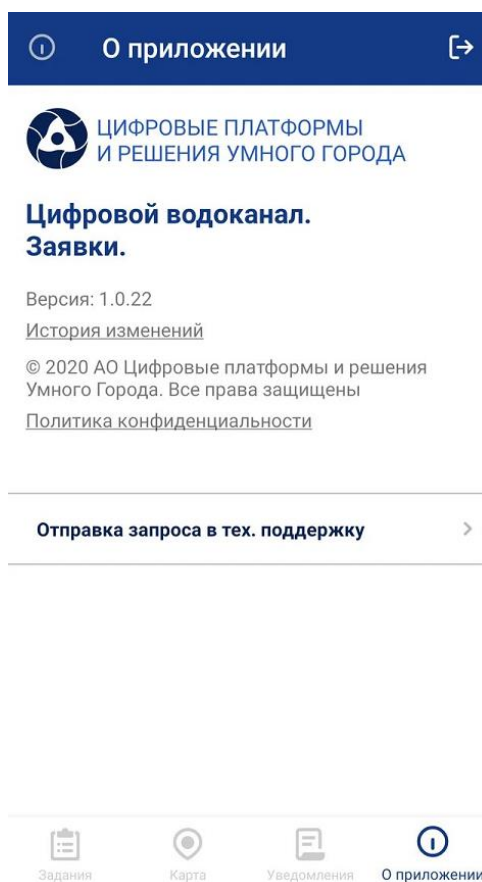 О приложении
ЦИФРОВЫЕ ПЛАТФОРМЫ
И РЕШЕНИЯ УМНОГО ГОРОДА
Цифровой водоканал.
Заявки.
Версия: 1.0.22
История изменений
© 2020 АО Цифровые платформы и решения
Умного Города. Все права защищены
Политика конфиденциальности
Отправка запроса в тех. поддержку
Задания
Карта
Уведомления
О приложении